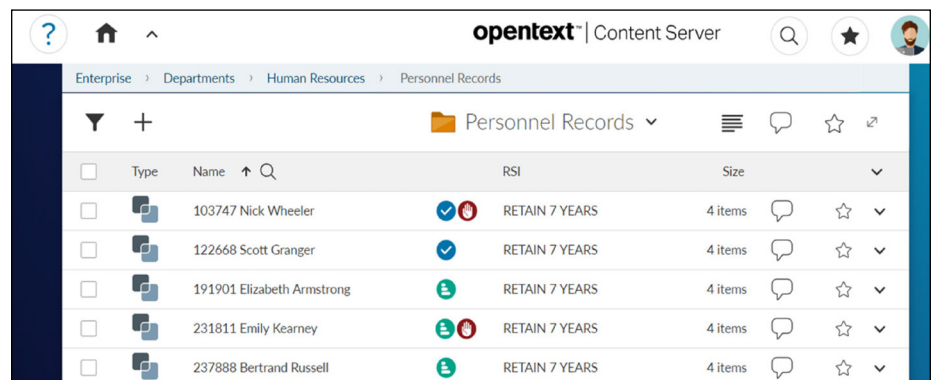 ? opentext™ | Content Server
Enterprise › Departments › Human Resources › Personnel Records
Personnel Records
Type Name RSI Size
103747 Nick Wheeler RETAIN 7 YEARS 4 items
122668 Scott Granger RETAIN 7 YEARS 4 items
191901 Elizabeth Armstrong RETAIN 7 YEARS 4 items
231811 Emily Kearney RETAIN 7 YEARS 4 items
237888 Bertrand Russell RETAIN 7 YEARS 4 items